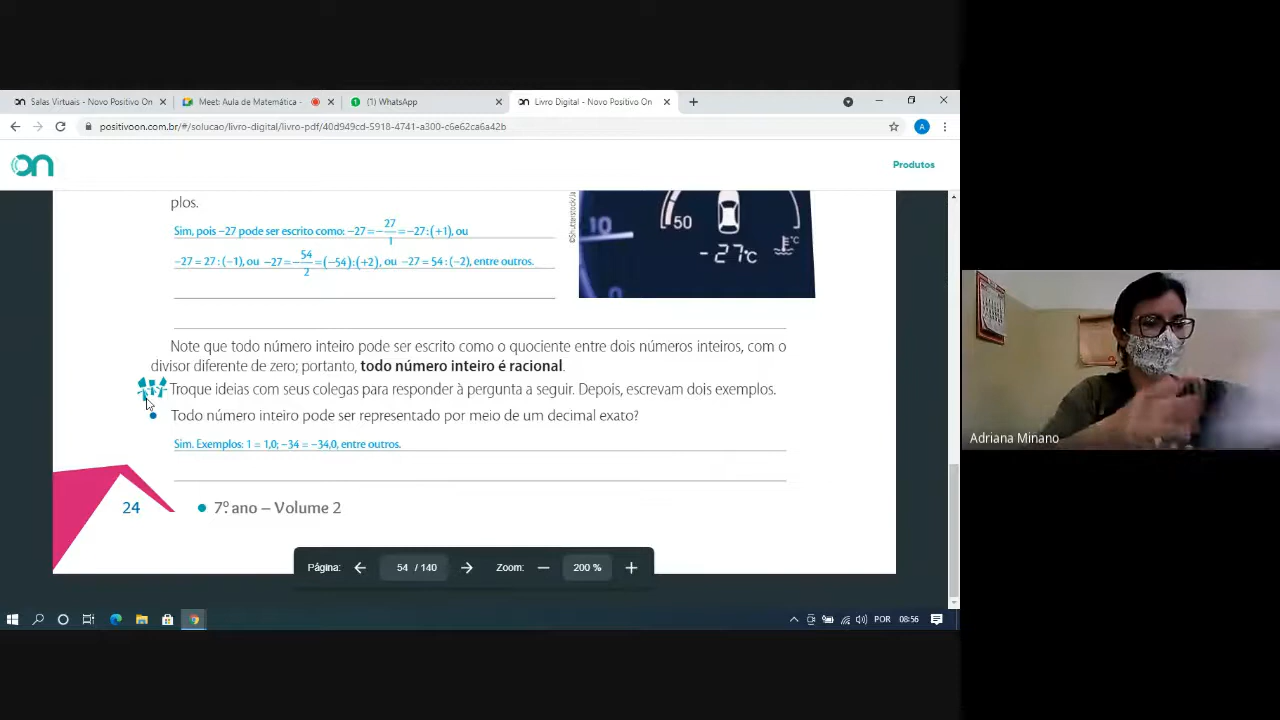 Salas Virtuais - Novo Positivo On
Meet: Aula de Matemática -
(1) WhatsApp
Livro Digital - Novo Positivo On
positivoon.com.br/#/solucao/livro-digital/livro-pdf/40d949cd-5918-4741-a300-c6e62ca6a42b
A
on
Produtos
plos.
Sim, pois –27 pode ser escrito como: –27 = –27/1 = –27 : (+1), ou
–27 = 27 : (–1), ou –27 = –54/2 = (–54) : (+2), ou –27 = 54 : (–2), entre outros.
10
50
-27°C
°C
0
Note que todo número inteiro pode ser escrito como o quociente entre dois números inteiros, com o
divisor diferente de zero; portanto, todo número inteiro é racional.
Troque ideias com seus colegas para responder à pergunta a seguir. Depois, escrevam dois exemplos.
Todo número inteiro pode ser representado por meio de um decimal exato?
Sim. Exemplos: 1 = 1,0; –34 = –34,0, entre outros.
24
7º. ano – Volume 2
Página:
54 / 140
Zoom:
200 %
POR
08:56
Adriana Minano